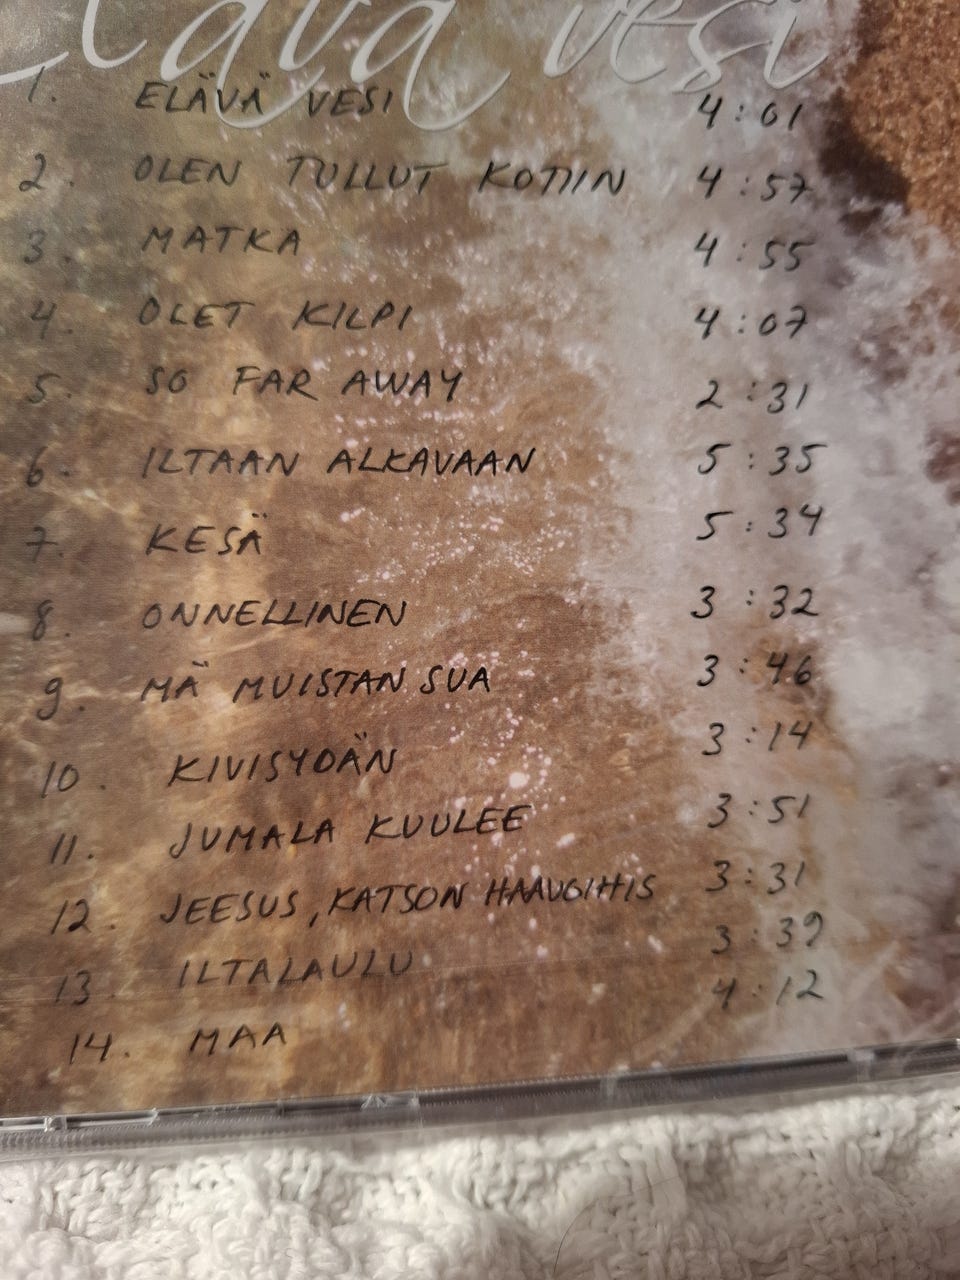 Elävä vesi
1. ELÄVÄ VESI 4:01
2. OLEN TULLUT KOTIIN 4:57
3. MATKA 4:55
4. OLET KILPI 4:07
5. SO FAR AWAY 2:31
6. ILTAAN ALKAVAAN 5:35
7. KESÄ 5:34
8. ONNELLINEN 3:32
9. MÄ MUISTAN SUA 3:46
10. KIVISYDÄN 3:14
11. JUMALA KUULEE 3:51
12. JEESUS, KATSON 3:31
13. ILTALAULU 3:39
14. MAA 4:12